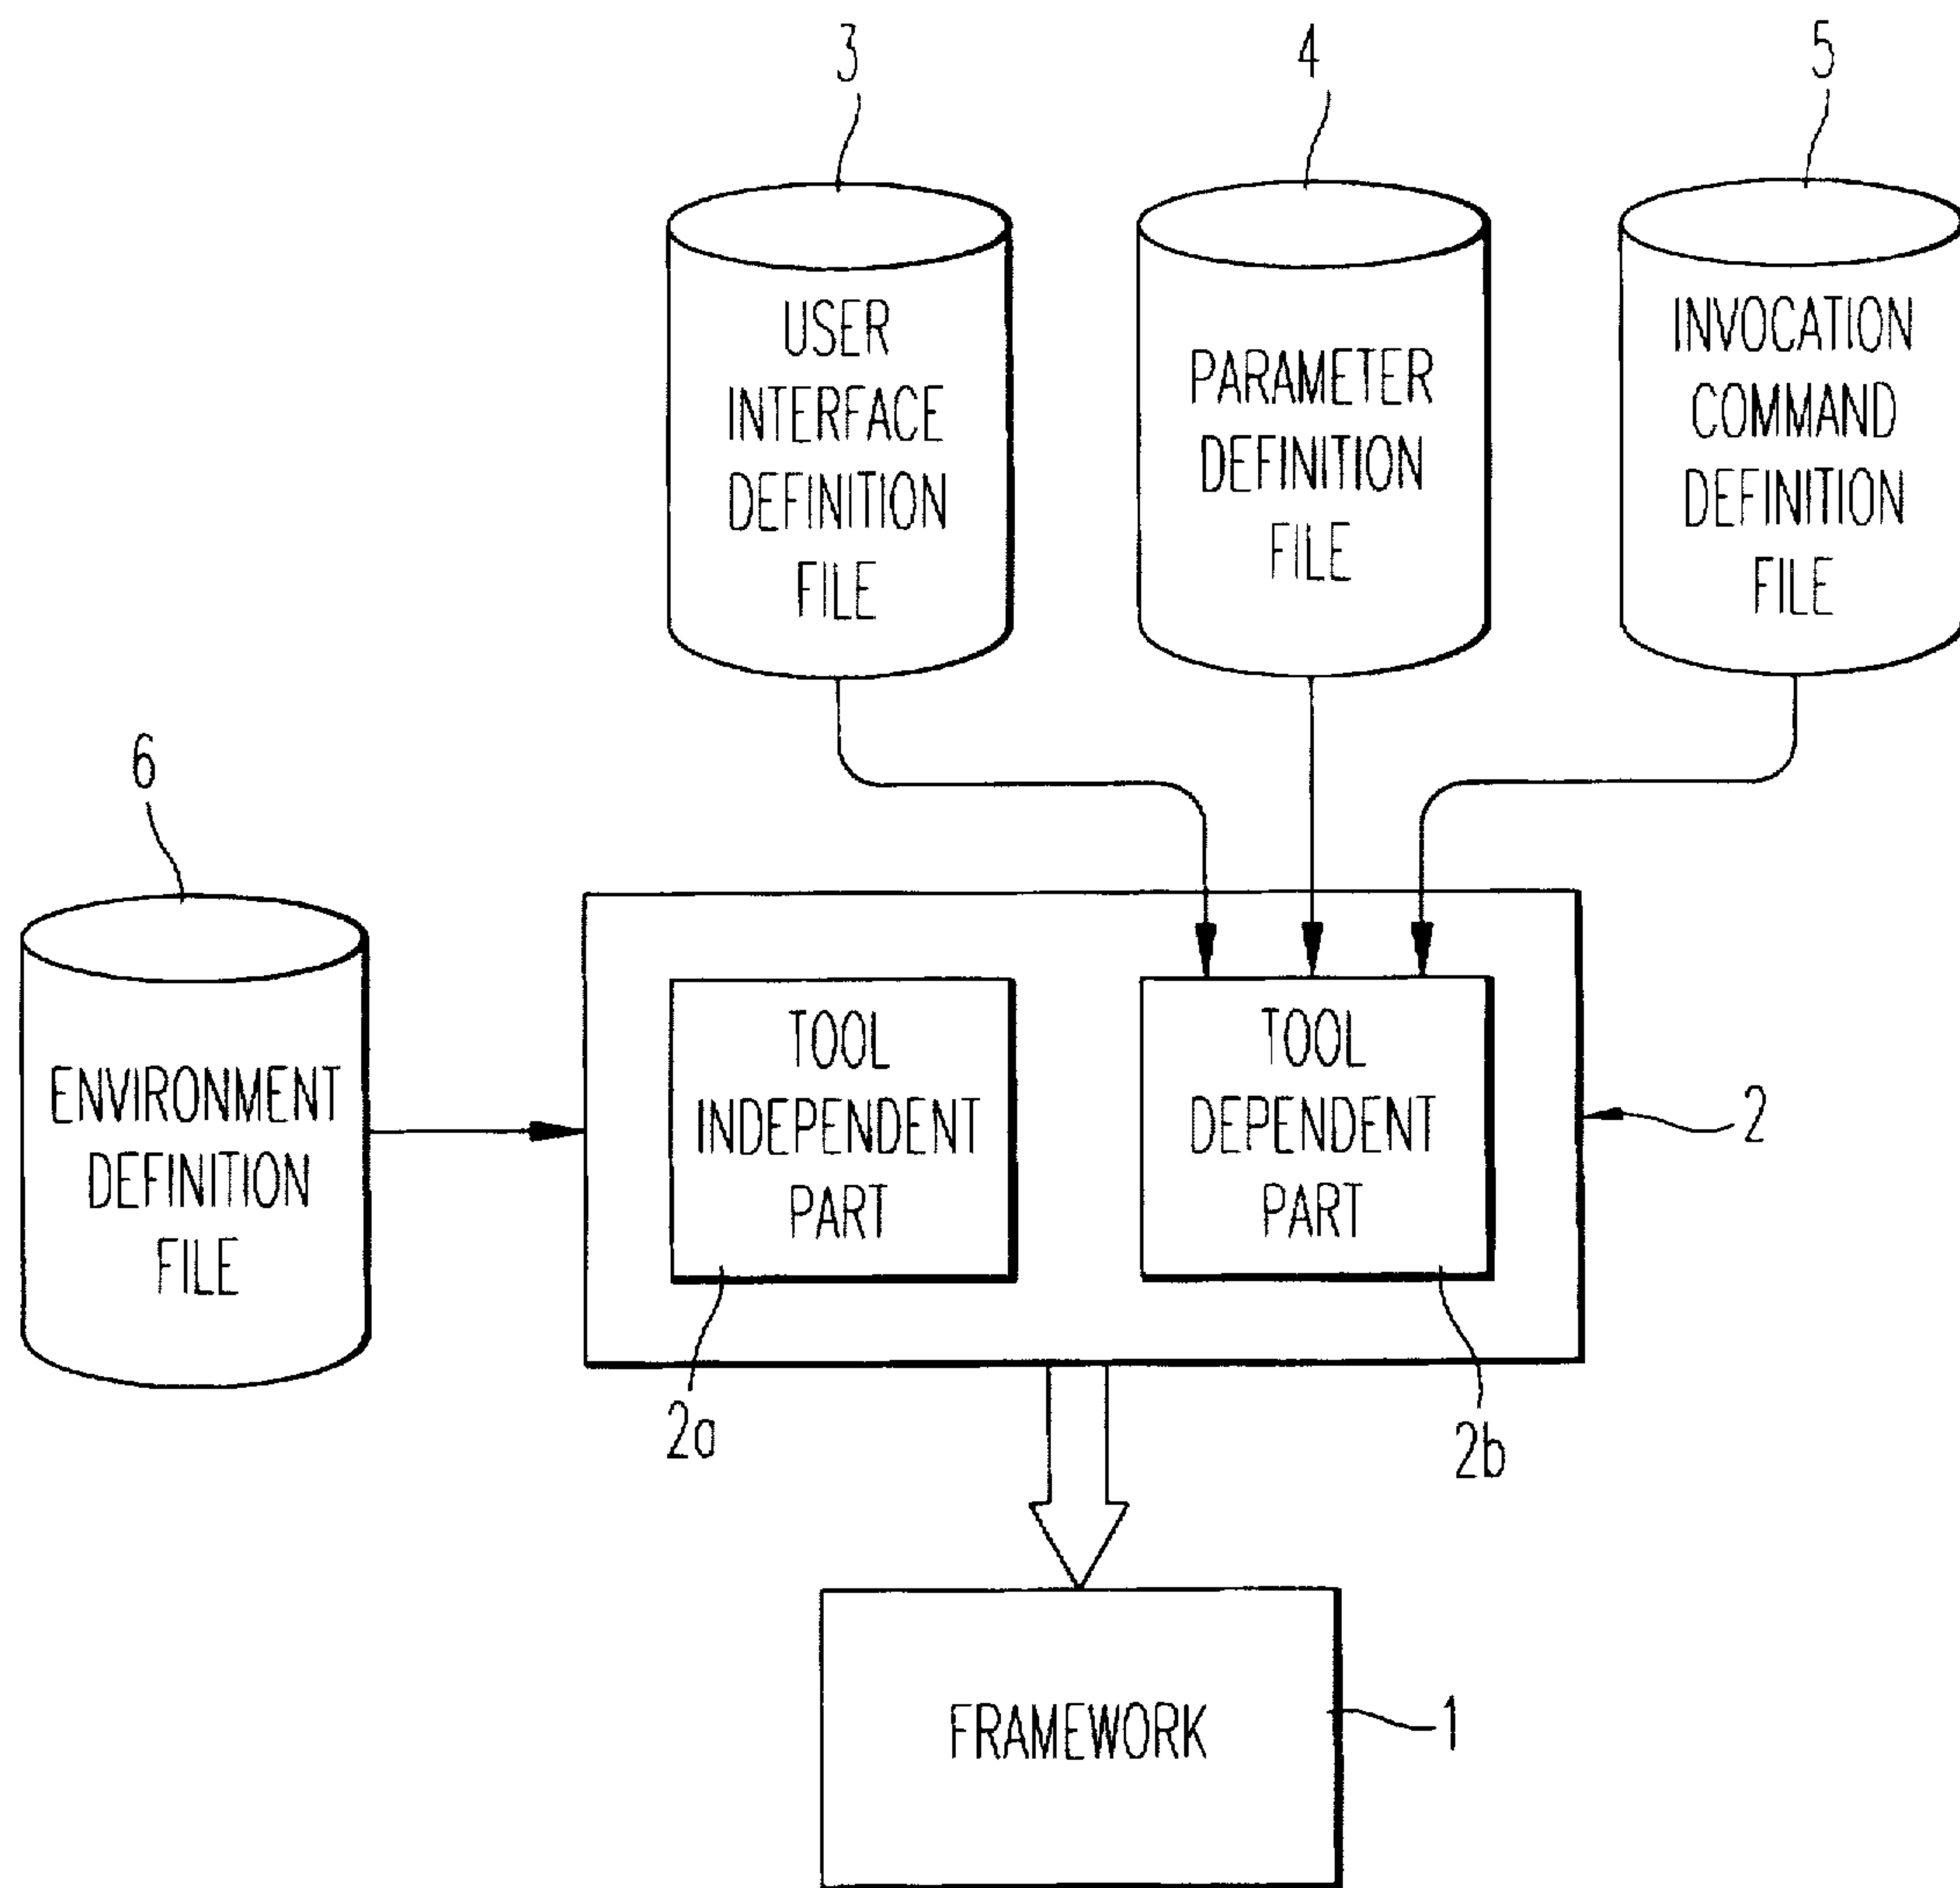 3
4
5
USER
INTERFACE
DEFINITION
FILE
PARAMETER
DEFINITION
FILE
INVOCATION
COMMAND
DEFINITION
FILE
6
ENVIRONMENT
DEFINITION
FILE
TOOL
INDEPENDENT
PART
TOOL
DEPENDENT
PART
2
2a
2b
FRAMEWORK
1